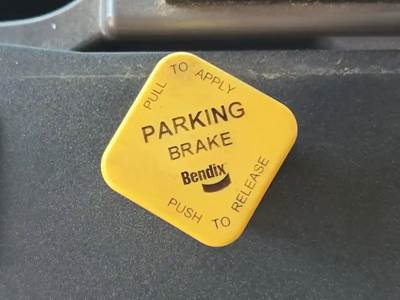 PULL TO APPLY
PARKING
BRAKE
Bendix
PUSH TO RELEASE